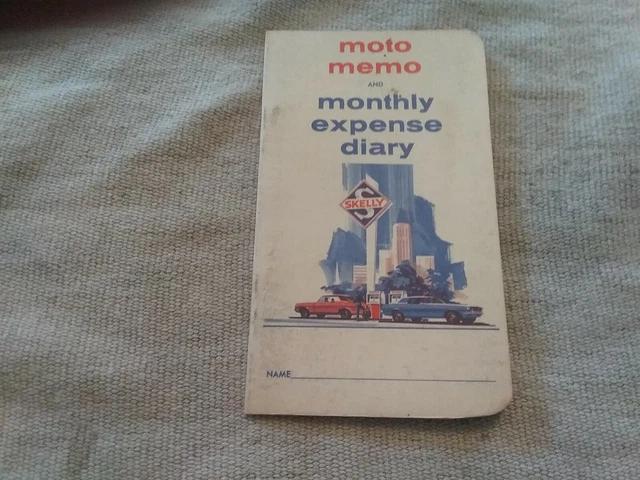 moto
memo
AND
monthly
expense
diary
SKELLY
NAME